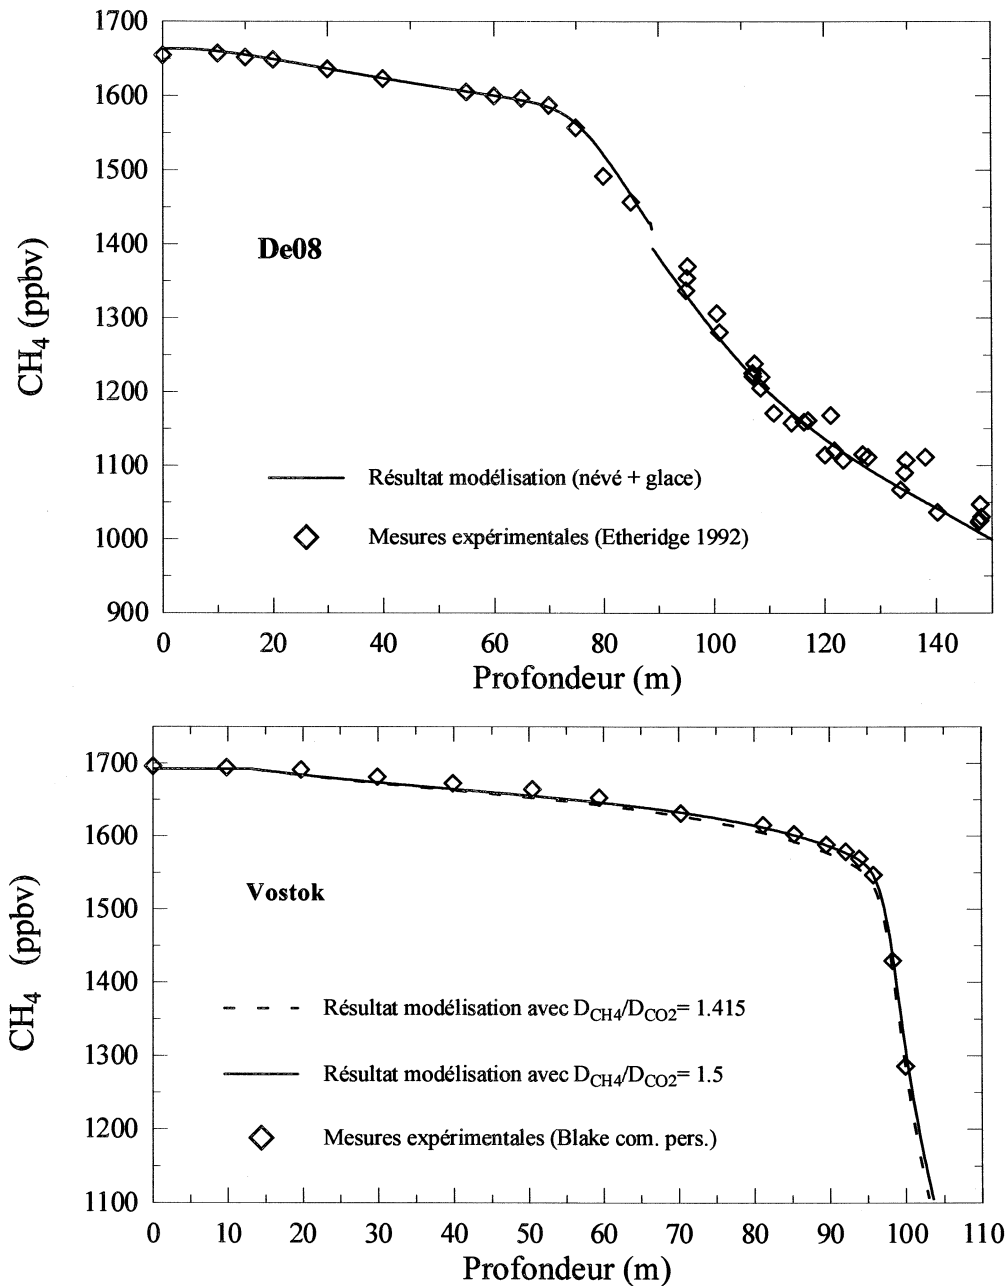 1700
1600
1500
1400
1300
1200
1100
1000
900
CH4 (ppbv)
De08
Résultat modélisation (névé + glace)
Mesures expérimentales (Etheridge 1992)
0 20 40 60 80 100 120 140
Profondeur (m)
1700
1600
1500
1400
1300
1200
1100
CH4 (ppbv)
Vostok
Résultat modélisation avec DCH4/DCO2= 1.415
Résultat modélisation avec DCH4/DCO2= 1.5
Mesures expérimentales (Blake com. pers.)
0 10 20 30 40 50 60 70 80 90 100 110
Profondeur (m)